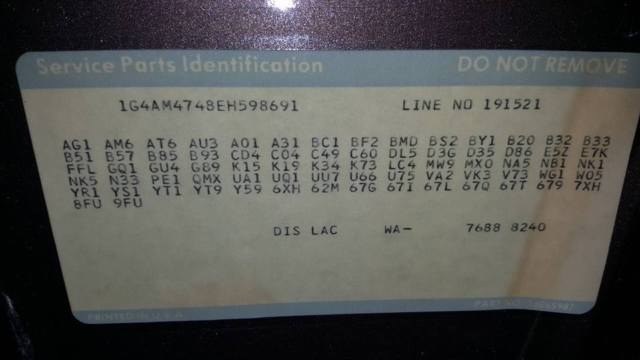 Service Parts Identification DO NOT REMOVE
1G4AM4748EH598691 LINE NO 191521
AG1 AM6 AT6 AU3 A01 A31 BC1 BF2 BMD BS2 BY1 B20 B32 B33
B51 B57 B85 B93 CD4 C04 C49 C60 DL5 D3G D35 D86 E5Z E7K
FFL GQ1 GU4 G89 K15 K19 K34 K73 LC4 MW9 MX0 NA5 NB1 NK1
NK5 N33 PE1 QMX UA1 UQ1 UU7 U66 U75 VA2 VK3 V73 WG1 W05
YR1 YS1 YT1 YT9 Y59 6XH 62M 67G 67I 67L 67Q 67T 679 7XH
8FU 9FU
DIS LAC WA- 7688 8240
PRINTED IN U.S.A. PART NO.